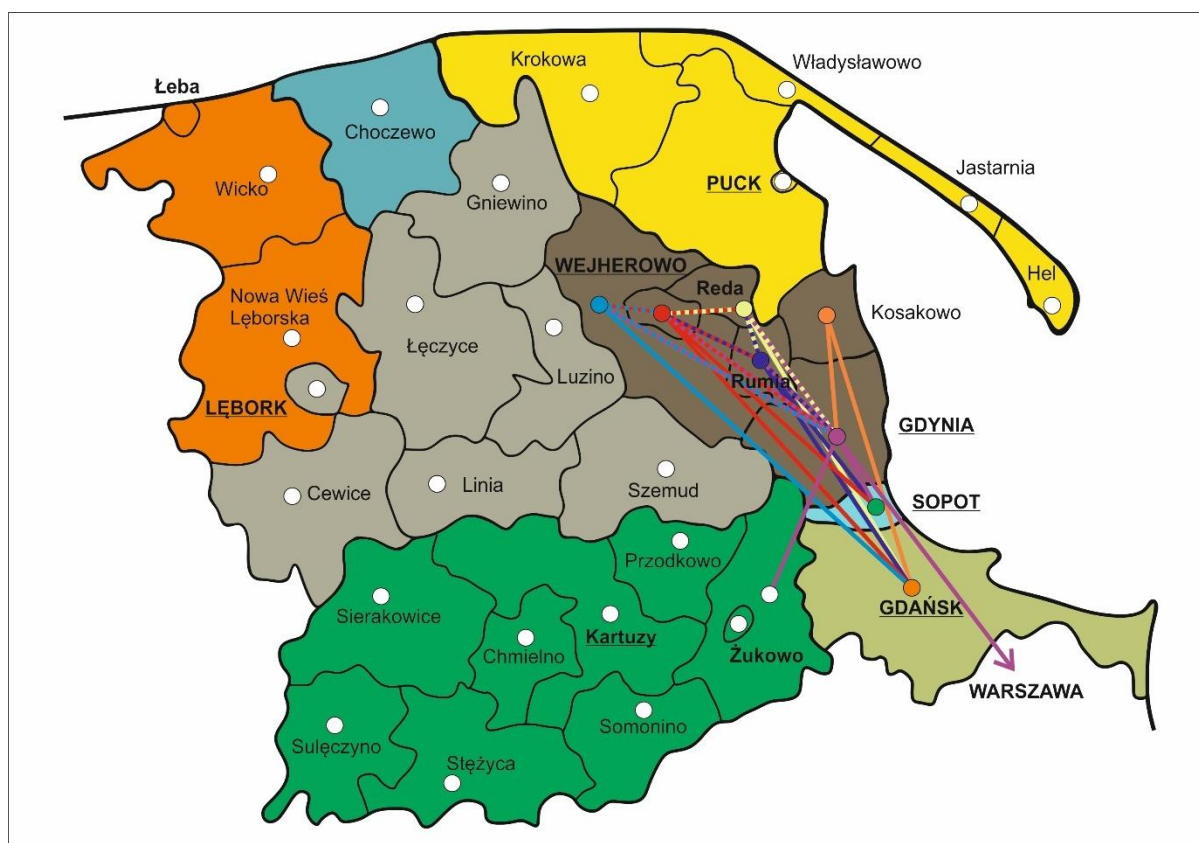 Krokowa
Władysławowo
Łeba
Choczewo
Jastarnia
Wicko
PUCK
Gniewino
WEJHEROWO
Hel
Reda
Nowa Wieś
Lęborska
Kosakowo
Łęczyce
Luzino
Rumia
LĘBORK
GDYNIA
Cewice
Linia
Szemud
SOPOT
Przodkowo
GDAŃSK
Sierakowice
Kartuzy
Chmielno
Żukowo
WARSZAWA
Somonino
Sulęczyno
Stężyca